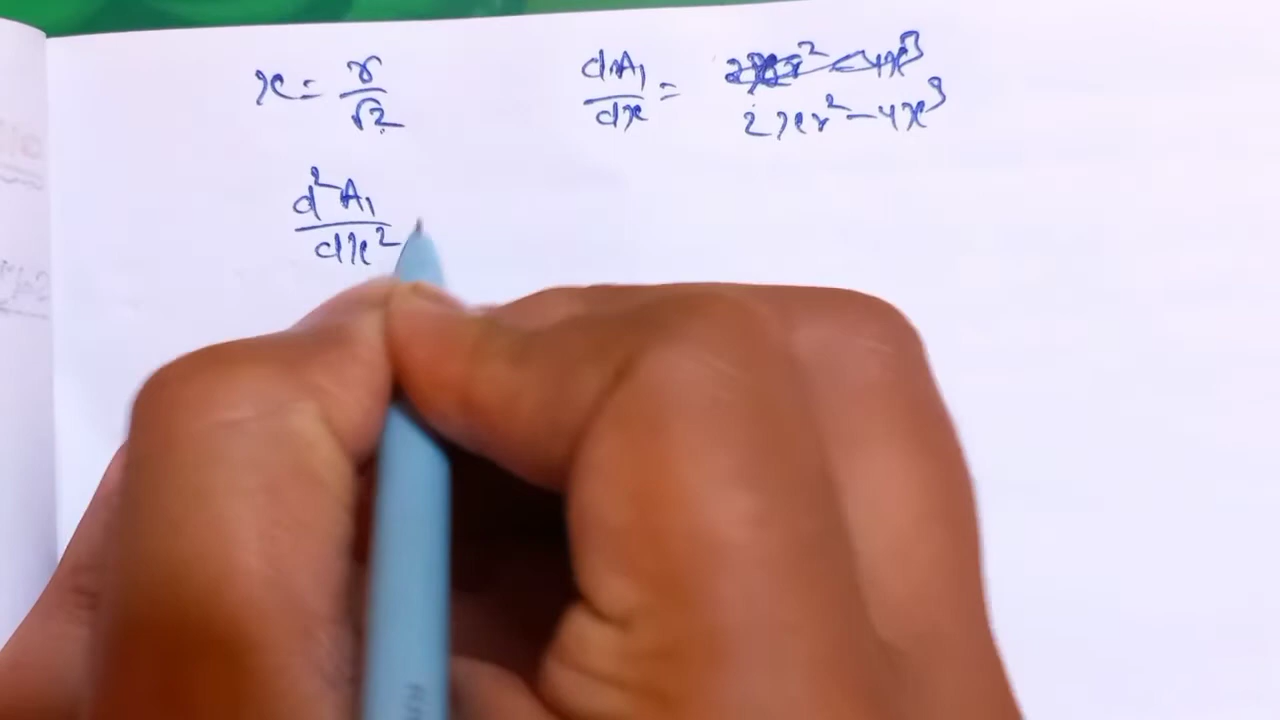 x = r/√2    dA₁/dx = 2xr² - 4x³
d²A₁/dx²